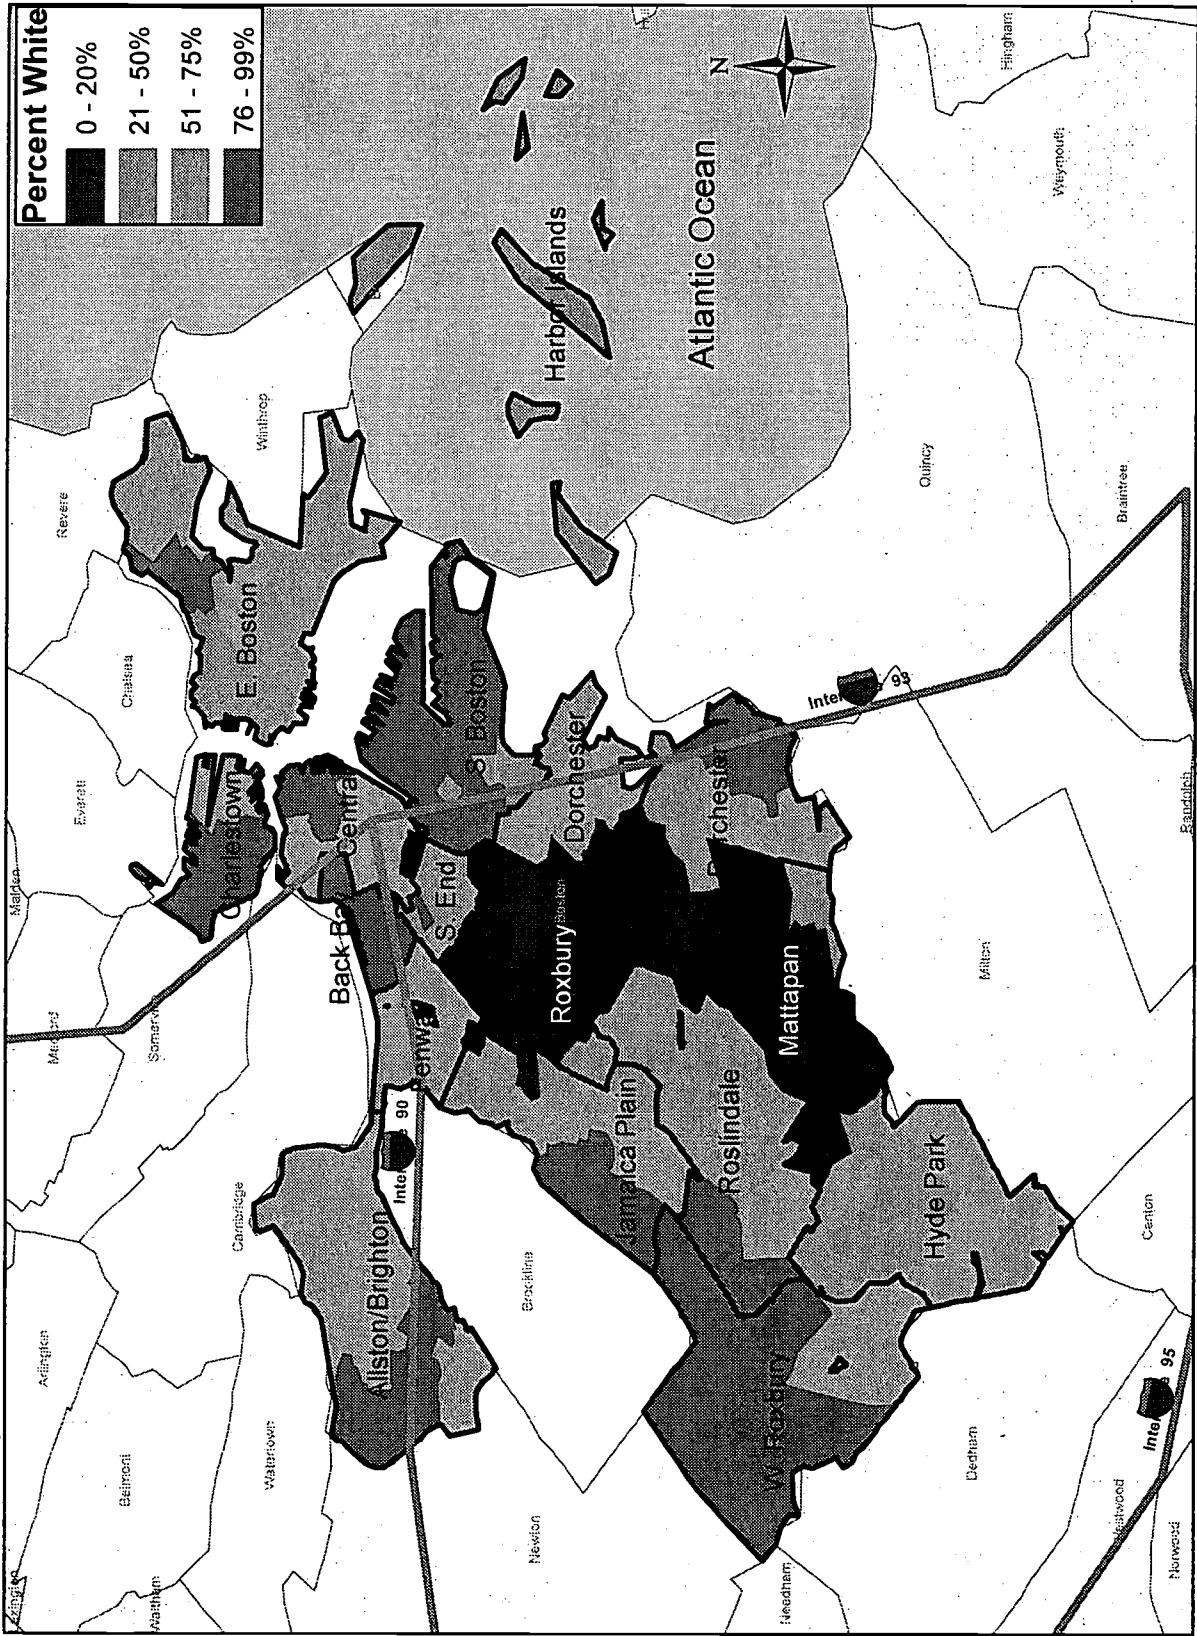 Percent White
0 - 20%
21 - 50%
51 - 75%
76 - 99%
N
Hingham
Weymouth
Harbor Islands
Atlantic Ocean
Winthrop
Revere
Quincy
Braintree
Chelsea
E. Boston
Everett
Malden
Charlestown
Central
S. Boston
Dorchester
Dorchester
Interstate 93
Randolph
Back Bay
S. End
Roxbury
Boston
Mattapan
Milton
Medford
Somerville
Fenway
Interstate 90
Jamaica Plain
Roslindale
Hyde Park
Cambridge
Allston/Brighton
Brookline
Canton
Arlington
Belmont
Watertown
W. Roxbury
Dedham
Interstate 95
Lexington
Waltham
Newton
Needham
Westwood
Norwood